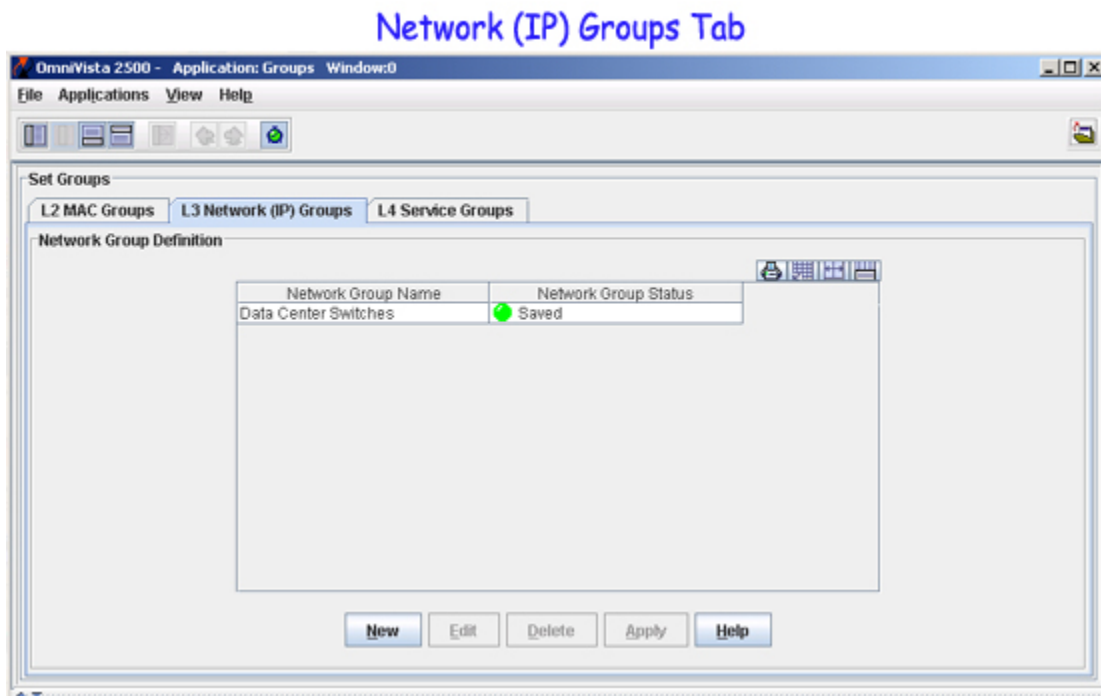 Network (IP) Groups Tab
OmniVista 2500 - Application: Groups Window:0
File Applications View Help
Set Groups
L2 MAC Groups L3 Network (IP) Groups L4 Service Groups
Network Group Definition
Network Group Name Network Group Status
Data Center Switches Saved
New Edit Delete Apply Help